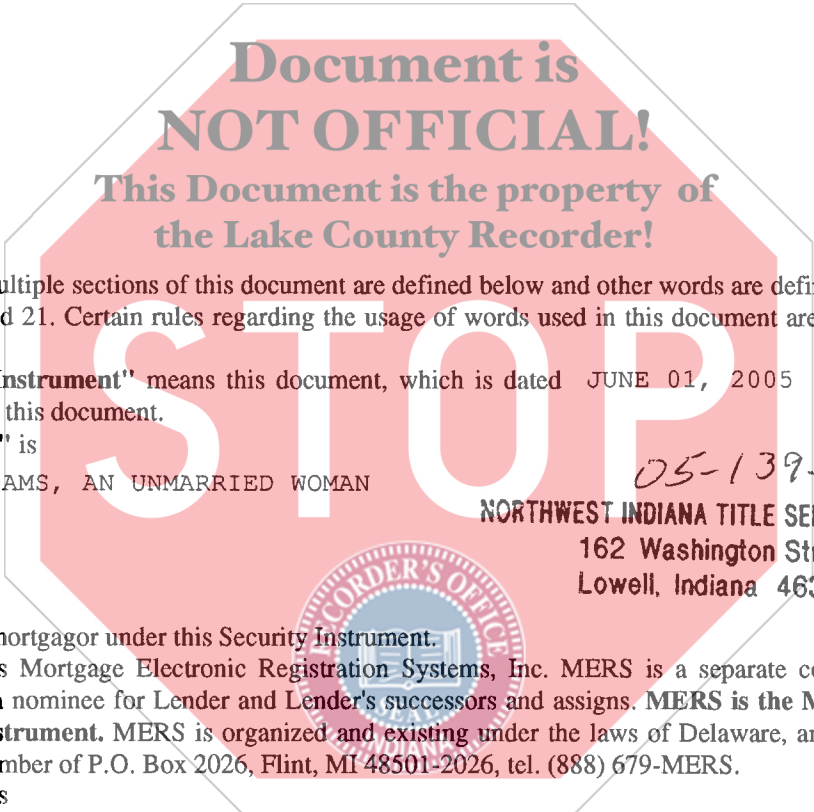 Document is
NOT OFFICIAL!
This Document is the property of
the Lake County Recorder!
ultiple sections of this document are defined below and other words are defi
d 21. Certain rules regarding the usage of words used in this document are
STOP
nstrument" means this document, which is dated JUNE 01, 2005
this document.
" is
AMS, AN UNMARRIED WOMAN
05-139-
NORTHWEST INDIANA TITLE SE
162 Washington St
Lowell, Indiana 463
RECORDER'S OFFICE
SEAL
INDIANA
nortgagor under this Security Instrument.
s Mortgage Electronic Registration Systems, Inc. MERS is a separate co
nominee for Lender and Lender's successors and assigns. MERS is the M
strument. MERS is organized and existing under the laws of Delaware, an
mber of P.O. Box 2026, Flint, MI 48501-2026, tel. (888) 679-MERS.
s